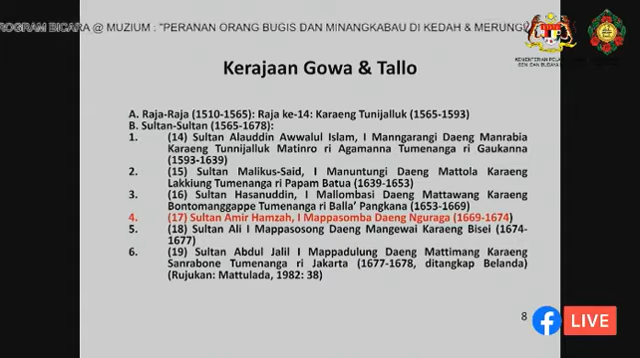 ROGRAM BICARA @ MUZIUM : "PERANAN ORANG BUGIS DAN MINANGKABAU DI KEDAH & MERUNG
Kerajaan Gowa & Tallo
A. Raja-Raja (1510-1565): Raja ke-14: Karaeng Tunijalluk (1565-1593)
B. Sultan-Sultan (1565-1678):
1. (14) Sultan Alauddin Awwalul Islam, I Manngarangi Daeng Manrabia
Karaeng Tunnijalluk Matinro ri Agamanna Tumenanga ri Gaukanna
(1593-1639)
2. (15) Sultan Malikus-Said, I Manuntungi Daeng Mattola Karaeng
Lakkiung Tumenanga ri Papam Batua (1639-1653)
3. (16) Sultan Hasanuddin, I Mallombasi Daeng Mattawang Karaeng
Bontomanggappe Tumenanga ri Balla' Pangkana (1653-1669)
4. (17) Sultan Amir Hamzah, I Mappasomba Daeng Nguraga (1669-1674)
5. (18) Sultan Ali I Mappasosong Daeng Mangewai Karaeng Bisei (1674-
1677)
6. (19) Sultan Abdul Jalil I Mappadulung Daeng Mattimang Karaeng
Sanrabone Tumenanga ri Jakarta (1677-1678, ditangkap Belanda)
(Rujukan: Mattulada, 1982: 38)
8
LIVE